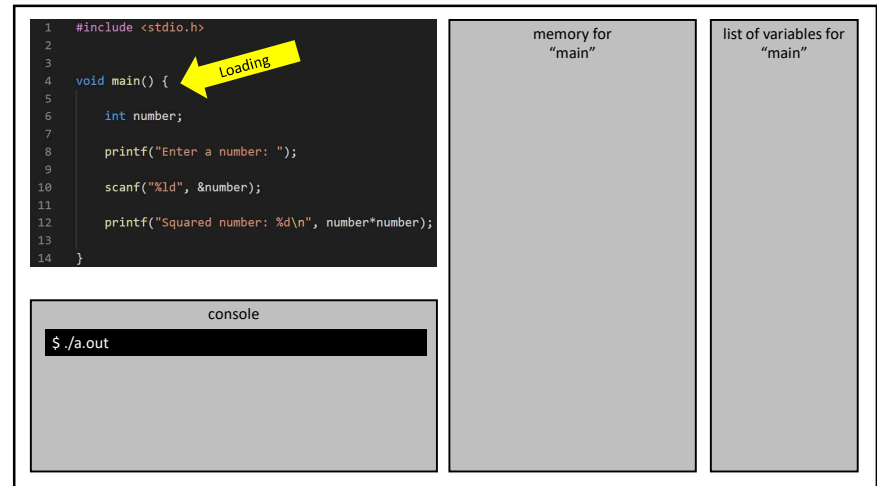 1 #include <stdio.h>
2
3
4 void main() {
Loading
5
6 int number;
7
8 printf("Enter a number: ");
9
10 scanf("%ld", &number);
11
12 printf("Squared number: %d\n", number*number);
13
14 }
console
$ ./a.out
memory for
“main”
list of variables for
“main”